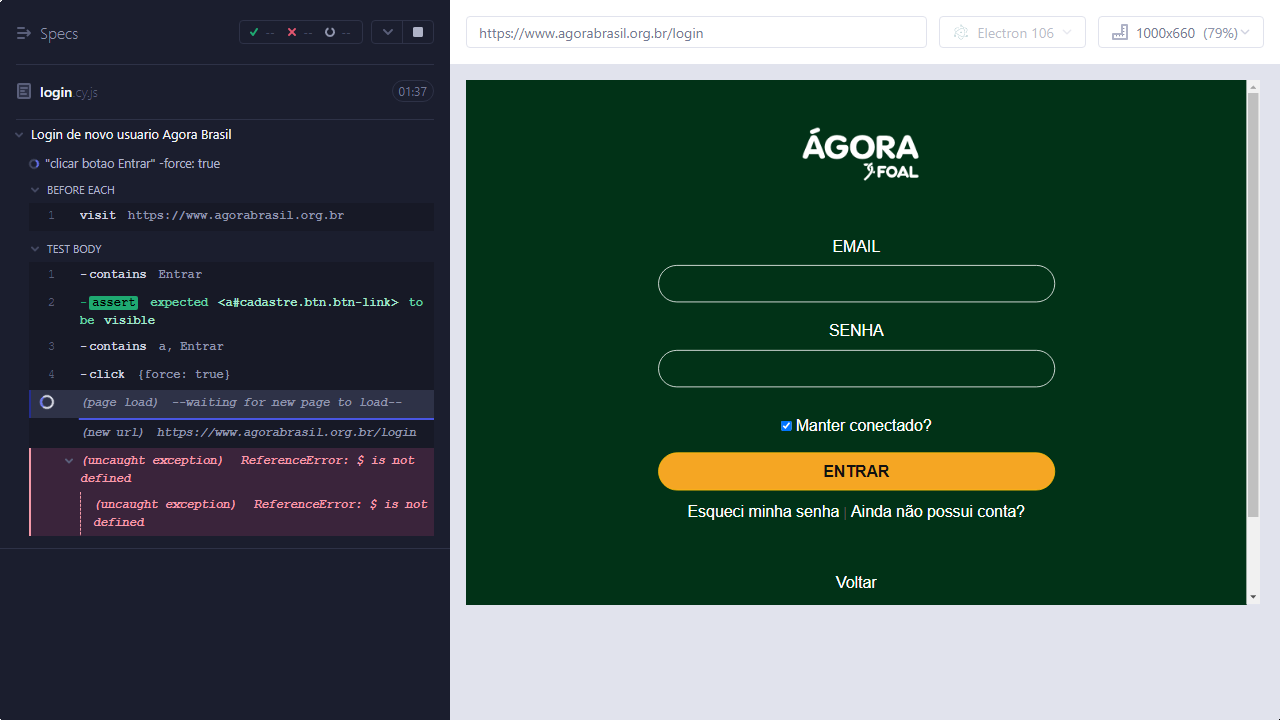 Specs
-- -- --
login.cy.js
01:37
Login de novo usuario Agora Brasil
"clicar botao Entrar" -force: true
BEFORE EACH
1 visit https://www.agorabrasil.org.br
TEST BODY
1 -contains Entrar
2 -assert expected <a#cadastre.btn.btn-link> to
be visible
3 -contains a, Entrar
4 -click {force: true}
(page load) --waiting for new page to load--
(new url) https://www.agorabrasil.org.br/login
(uncaught exception) ReferenceError: $ is not
defined
(uncaught exception) ReferenceError: $ is not
defined
https://www.agorabrasil.org.br/login
Electron 106
1000x660 (79%)
ÁGORA
FOAL
EMAIL
SENHA
Manter conectado?
ENTRAR
Esqueci minha senha | Ainda não possui conta?
Voltar